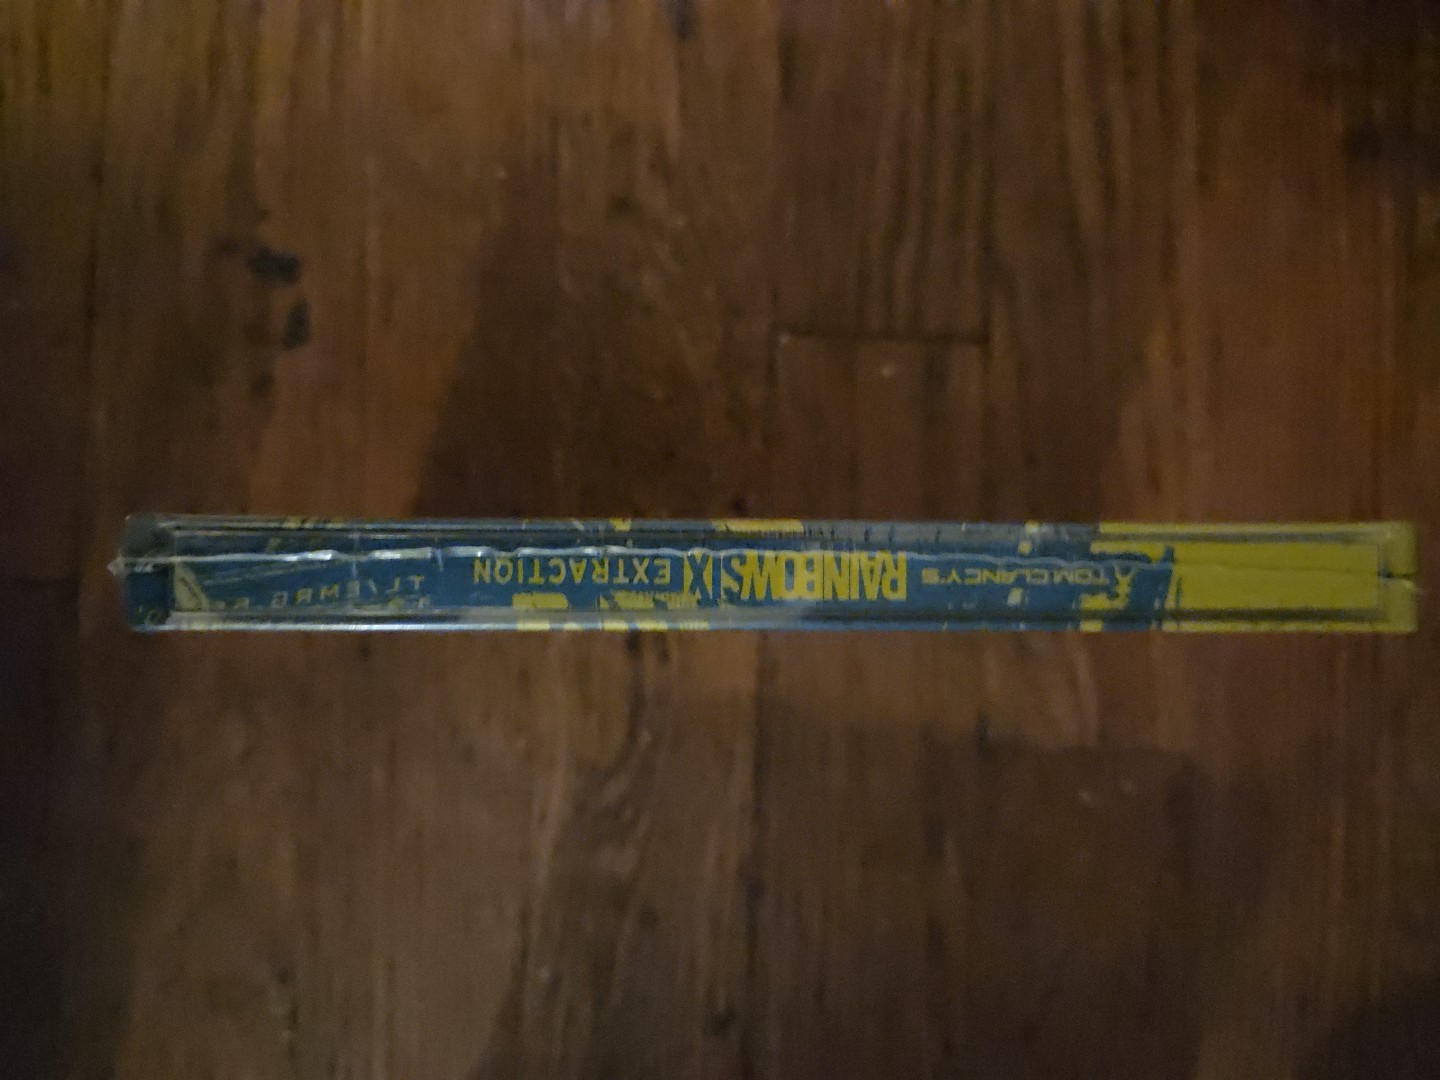 TOM CLANCY'S
RAINBOW SIX EXTRACTION